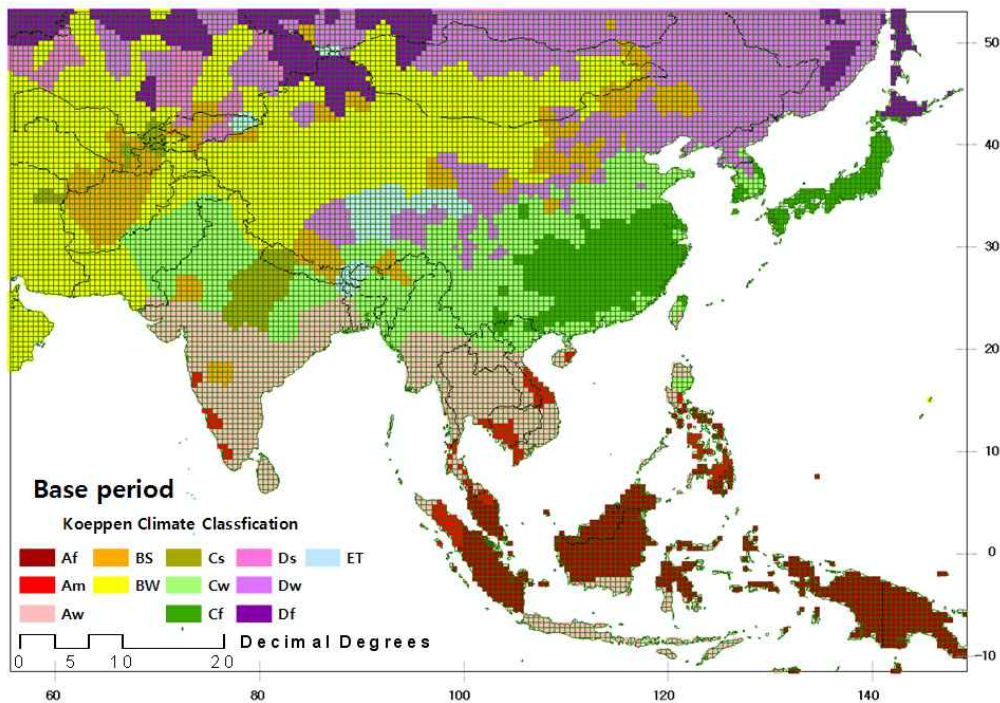 50
40
30
20
10
0
-10
Base period
Koeppen Climate Classfication
Af BS Cs Ds ET
Am BW Cw Dw
Aw Cf Df
Decimal Degrees
0 5 10 20
60 80 100 120 140